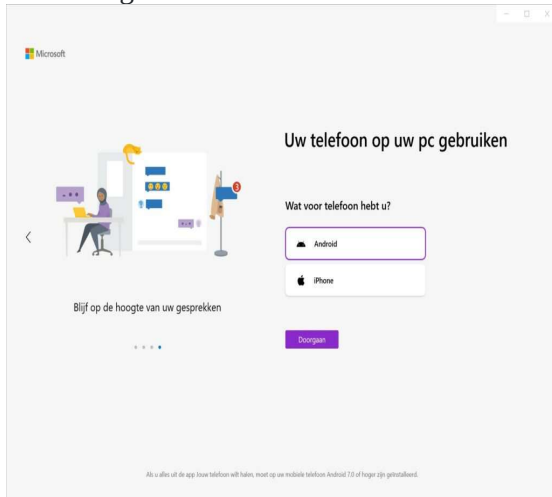 Microsoft
Uw telefoon op uw pc gebruiken
Wat voor telefoon hebt u?
Android
iPhone
3
Blijf op de hoogte van uw gesprekken
Doorgaan
Als u alles uit de app Jouw telefoon wilt halen, moet op uw mobiele telefoon Android 7.0 of hoger zijn geïnstalleerd.